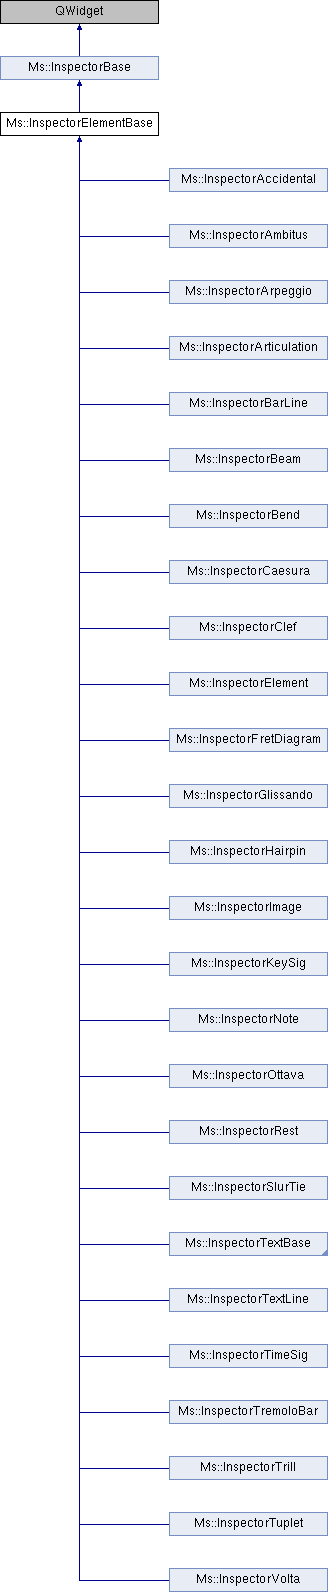 QWidget
Ms::InspectorBase
Ms::InspectorElementBase
Ms::InspectorAccidental
Ms::InspectorAmbitus
Ms::InspectorArpeggio
Ms::InspectorArticulation
Ms::InspectorBarLine
Ms::InspectorBeam
Ms::InspectorBend
Ms::InspectorCaesura
Ms::InspectorClef
Ms::InspectorElement
Ms::InspectorFretDiagram
Ms::InspectorGlissando
Ms::InspectorHairpin
Ms::InspectorImage
Ms::InspectorKeySig
Ms::InspectorNote
Ms::InspectorOttava
Ms::InspectorRest
Ms::InspectorSlurTie
Ms::InspectorTextBase
Ms::InspectorTextLine
Ms::InspectorTimeSig
Ms::InspectorTremoloBar
Ms::InspectorTrill
Ms::InspectorTuplet
Ms::InspectorVolta